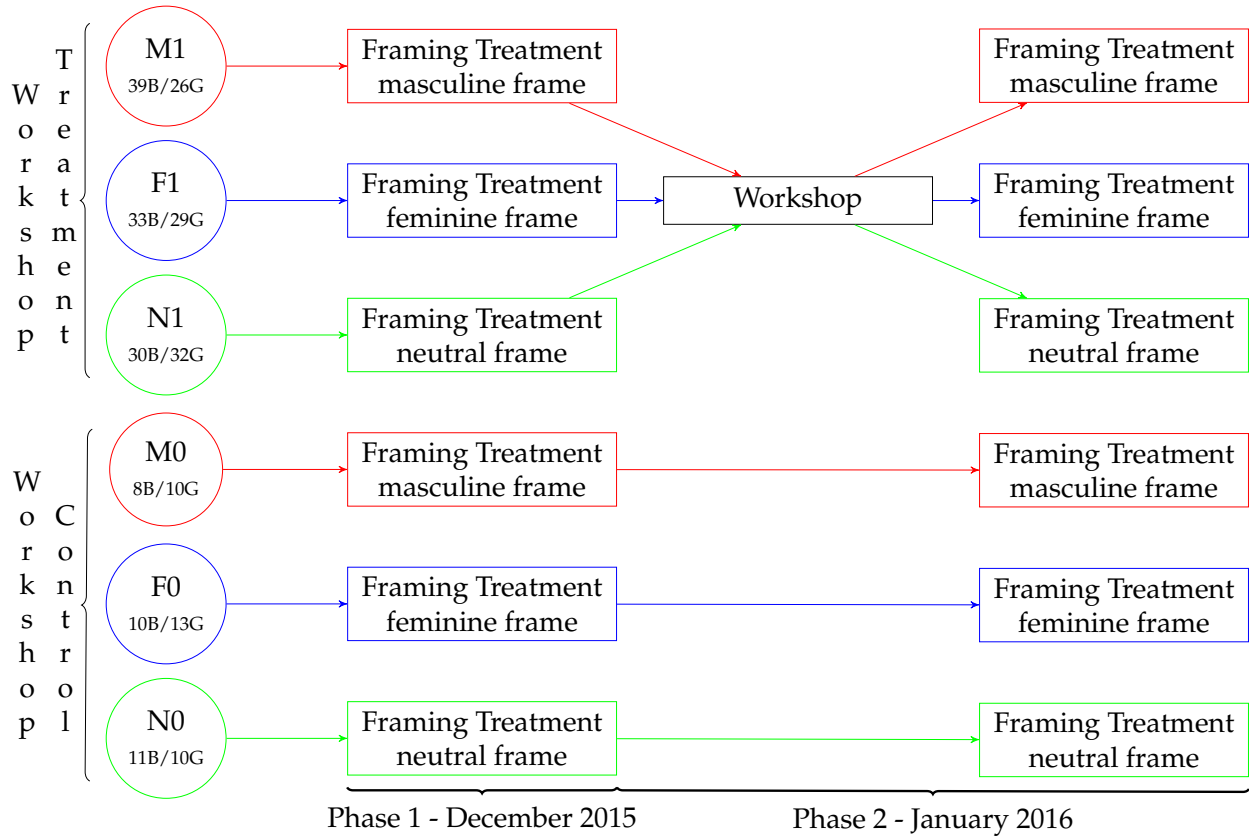 Workshop
Treatment
M1
39B/26G
Framing Treatment
masculine frame
Framing Treatment
masculine frame
F1
33B/29G
Framing Treatment
feminine frame
Workshop
Framing Treatment
feminine frame
N1
30B/32G
Framing Treatment
neutral frame
Framing Treatment
neutral frame
Workshop
Control
M0
8B/10G
Framing Treatment
masculine frame
Framing Treatment
masculine frame
F0
10B/13G
Framing Treatment
feminine frame
Framing Treatment
feminine frame
N0
11B/10G
Framing Treatment
neutral frame
Framing Treatment
neutral frame
Phase 1 - December 2015
Phase 2 - January 2016